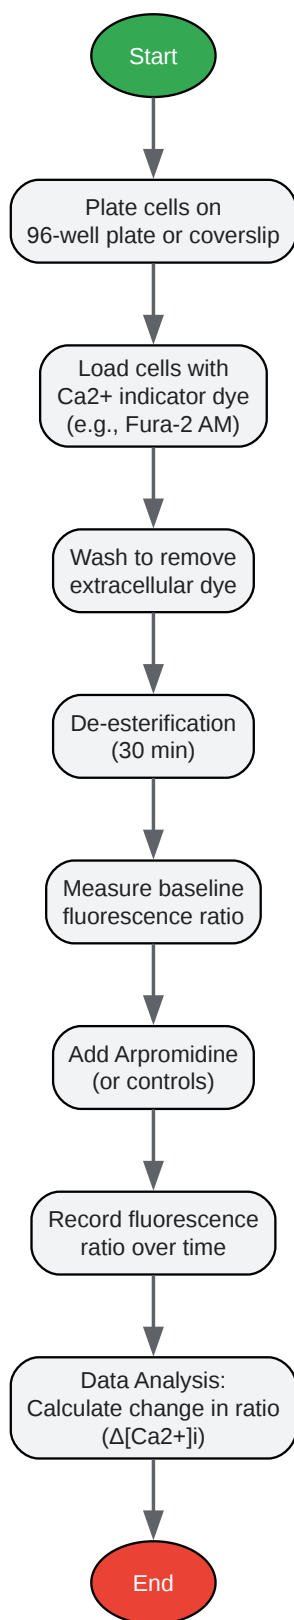 Start
Plate cells on
96-well plate or coverslip
Load cells with
Ca2+ indicator dye
(e.g., Fura-2 AM)
Wash to remove
extracellular dye
De-esterification
(30 min)
Measure baseline
fluorescence ratio
Add Arpromidine
(or controls)
Record fluorescence
ratio over time
Data Analysis:
Calculate change in ratio
(Δ[Ca2+]i)
End